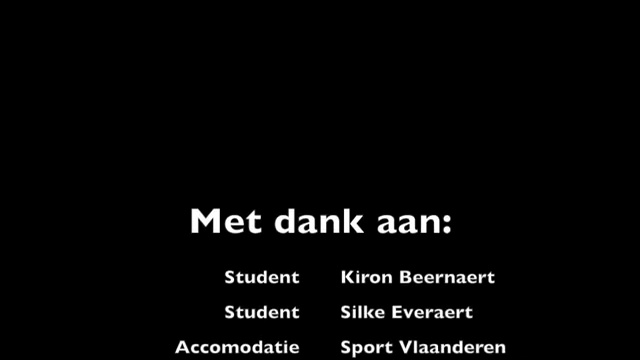 Met dank aan:
Student Kiron Beernaert
Student Silke Everaert
Accomodatie Sport Vlaanderen